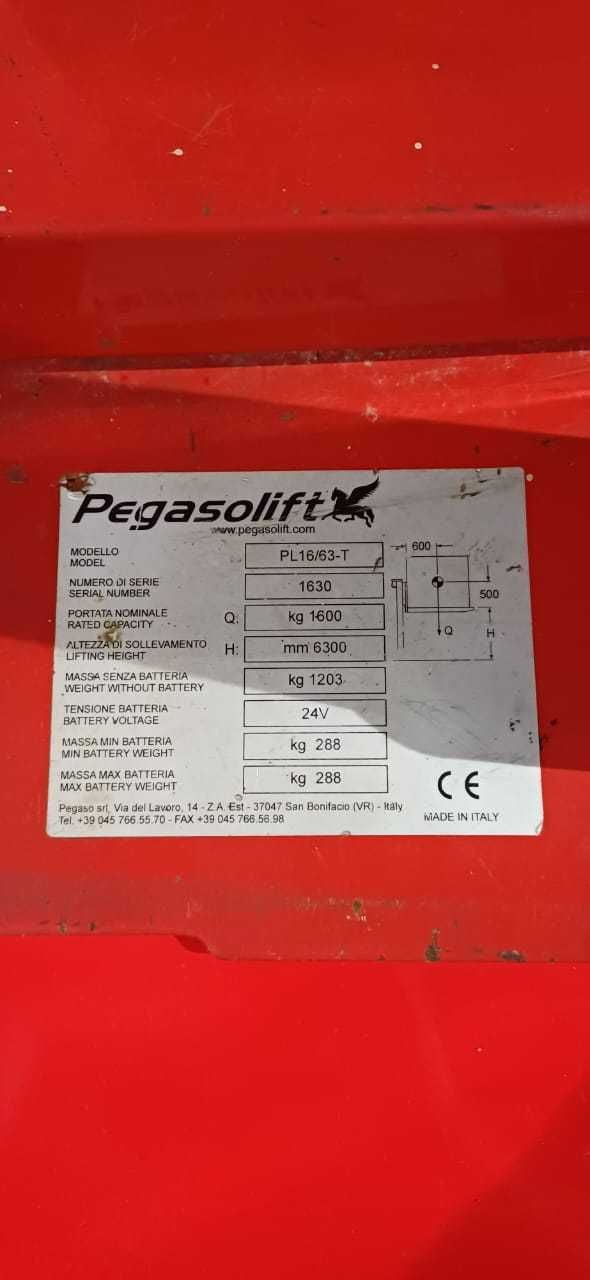 Pegasolift
www.pegasolift.com
MODELLO
MODEL
PL16/63-T
NUMERO DI SERIE
SERIAL NUMBER
1630
PORTATA NOMINALE
RATED CAPACITY
Q:
kg 1600
ALTEZZA DI SOLLEVAMENTO
LIFTING HEIGHT
H:
mm 6300
MASSA SENZA BATTERIA
WEIGHT WITHOUT BATTERY
kg 1203
TENSIONE BATTERIA
BATTERY VOLTAGE
24V
MASSA MIN BATTERIA
MIN BATTERY WEIGHT
kg 288
MASSA MAX BATTERIA
MAX BATTERY WEIGHT
kg 288
600
500
Q
H
CE
MADE IN ITALY
Pegaso srl, Via del Lavoro, 14 - Z.A. Est - 37047 San Bonifacio (VR) - Italy
Tel. +39 045 766.55.70 - FAX +39 045 766.56.98